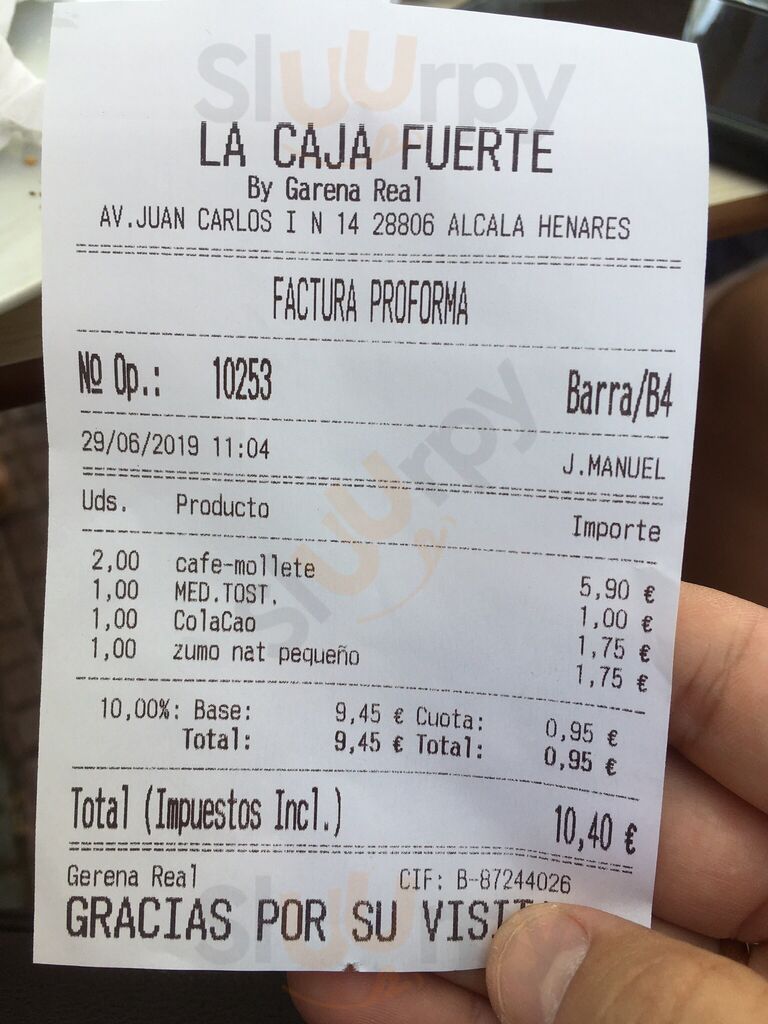 Sluurpy
LA CAJA FUERTE
By Garena Real
AV.JUAN CARLOS I N 14 28806 ALCALA HENARES
FACTURA PROFORMA
Nº Op.: 10253 Barra/B4
29/06/2019 11:04 J.MANUEL
Sluurpy
Uds. Producto Importe
2,00 cafe-mollete 5,90 €
1,00 MED.TOST. 1,00 €
1,00 ColaCao 1,75 €
1,00 zumo nat pequeño 1,75 €
10,00%: Base: 9,45 € Cuota: 0,95 €
Total: 9,45 € Total: 0,95 €
Total (Impuestos Incl.) 10,40 €
Gerena Real CIF: B-87244026
GRACIAS POR SU VISIT
Sluurpy